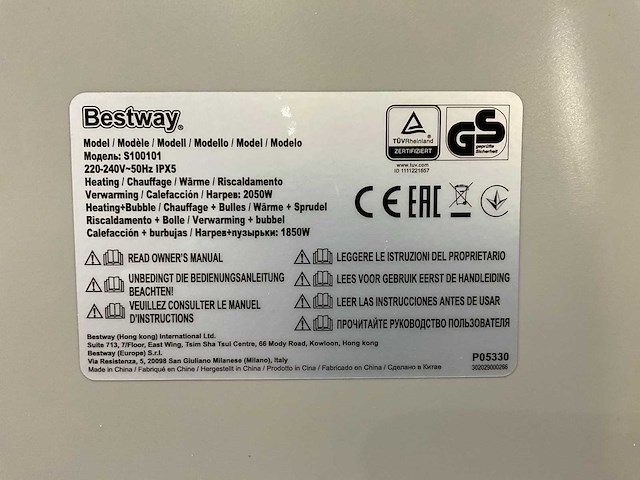 Bestway®
Model / Modèle / Modell / Modello / Model / Modelo
Модель: S100101
220-240V~50Hz IPX5
Heating / Chauffage / Wärme / Riscaldamento
Verwarming / Calefacción / Нагрев: 2050W
Heating+Bubble / Chauffage + Bulles / Wärme + Sprudel
Riscaldamento + Bolle / Verwarming + bubbel
Calefacción + burbujas / Нагрев+пузырьки: 1850W
TÜVRheinland
ZERTIFIZIERT
GS
geprüfte
Sicherheit
www.tuv.com
ID 1111221657
CE EAC
READ OWNER'S MANUAL
UNBEDINGT DIE BEDIENUNGSANLEITUNG
BEACHTEN!
VEUILLEZ CONSULTER LE MANUEL
D'INSTRUCTIONS
LEGGERE LE ISTRUZIONI DEL PROPRIETARIO
LEES VOOR GEBRUIK EERST DE HANDLEIDING
LEER LAS INSTRUCCIONES ANTES DE USAR
ПРОЧИТАЙТЕ РУКОВОДСТВО ПОЛЬЗОВАТЕЛЯ
Bestway (Hong kong) International Ltd.
Suite 713, 7/Floor, East Wing, Tsim Sha Tsui Centre, 66 Mody Road, Kowloon, Hong kong
Bestway (Europe) S.r.l.
Via Resistenza, 5, 20098 San Giuliano Milanese (Milano), Italy
Made in China / Fabriqué en Chine / Hergestellt in China / Prodotto in Cina / Fabricado en China / Сделано в Китае
P05330
302029000266